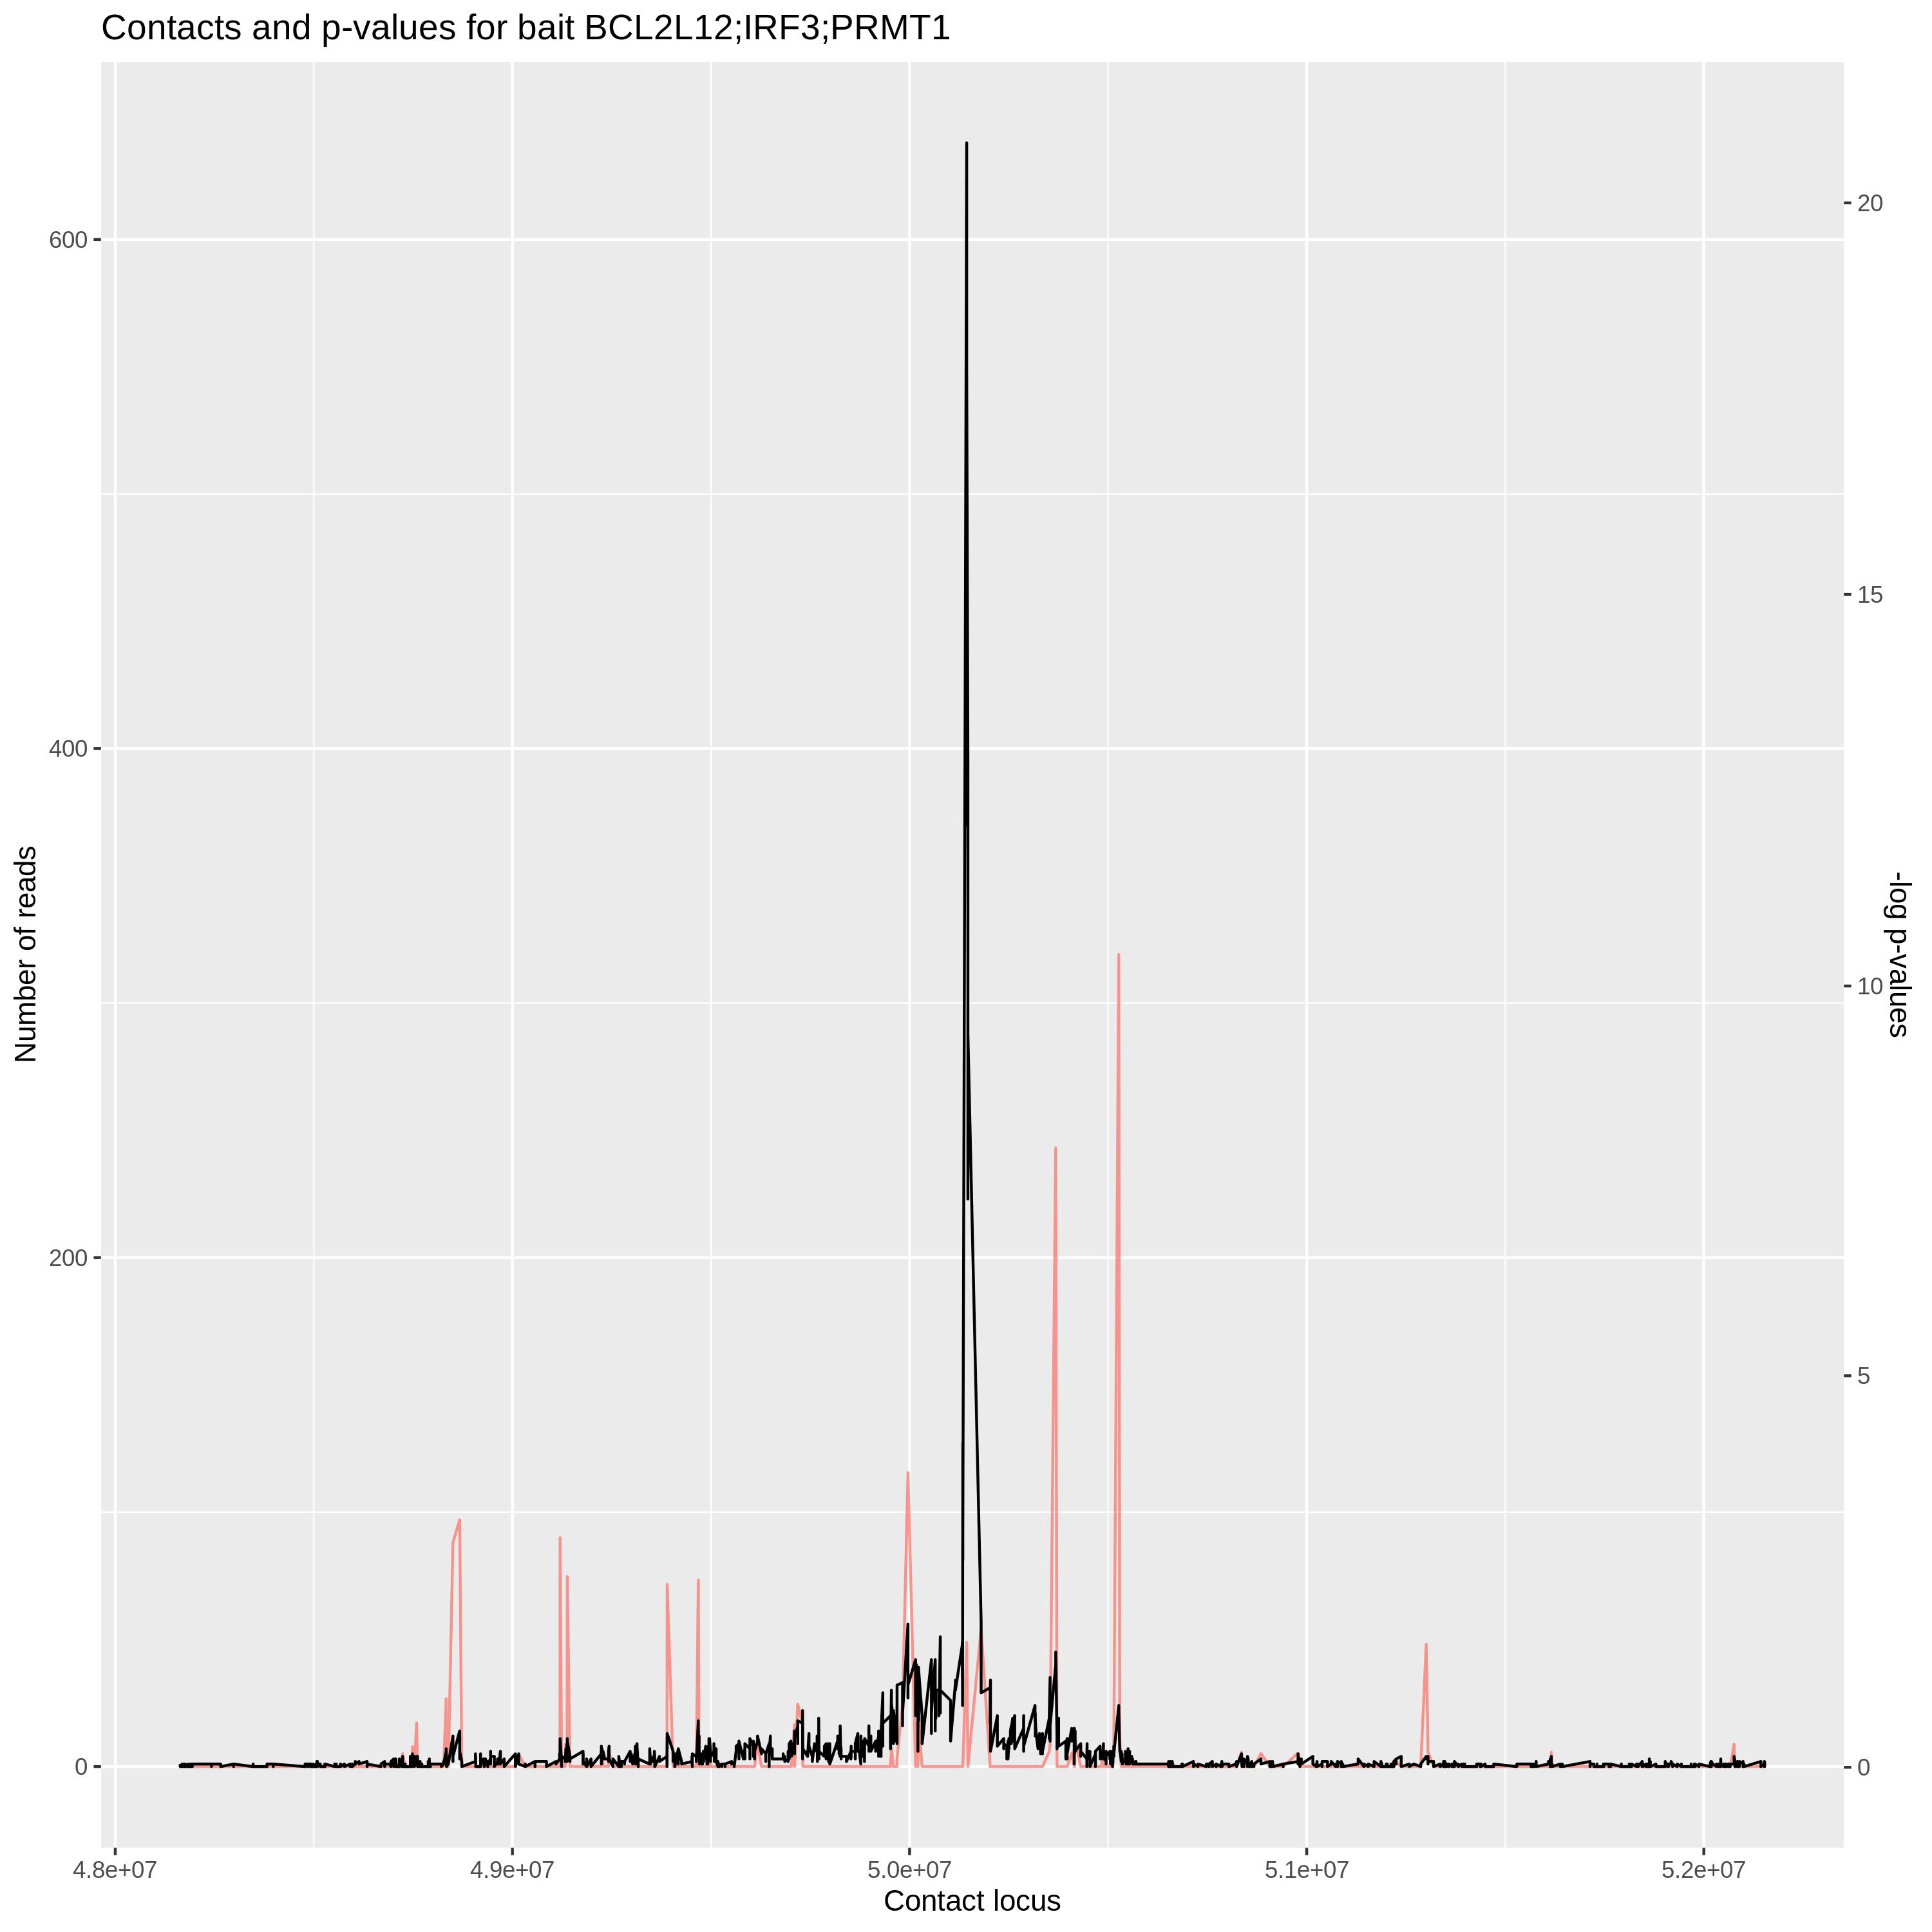 Contacts and p-values for bait BCL2L12;IRF3;PRMT1
600
400
200
0
Number of reads
20
15
10
5
0
-log p-values
4.8e+07
4.9e+07
5.0e+07
5.1e+07
5.2e+07
Contact locus